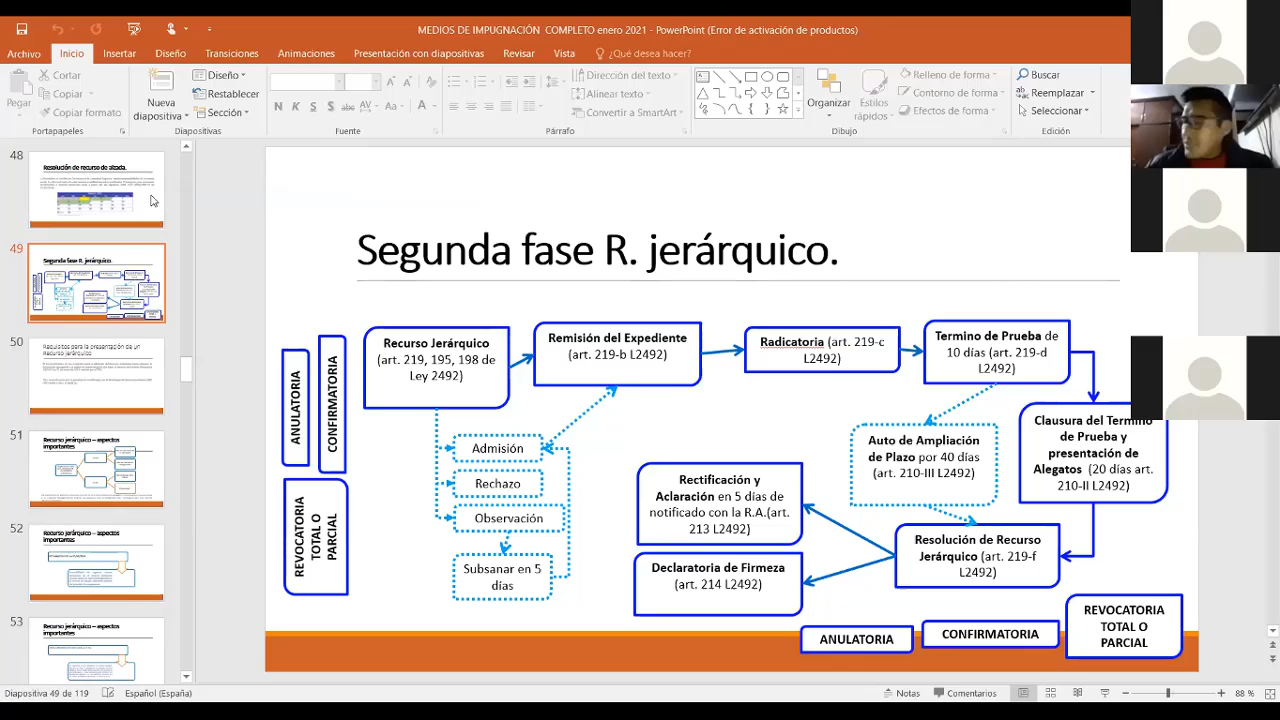 MEDIOS DE IMPUGNACIÓN  COMPLETO enero 2021 - PowerPoint (Error de activación de productos)
Archivo
Inicio
Insertar
Diseño
Transiciones
Animaciones
Presentación con diapositivas
Revisar
Vista
¿Qué desea hacer?
Pegar
Cortar
Copiar
Copiar formato
Portapapeles
Nueva
diapositiva
Diseño
Restablecer
Sección
Diapositivas
N K S S abc AV Aa A
Fuente
Dirección del texto
Alinear texto
Convertir a SmartArt
Párrafo
Organizar
Estilos
rápidos
Relleno de forma
Contorno de forma
Efectos de forma
Dibujo
Buscar
Reemplazar
Seleccionar
Edición
48
Resolución de recurso de alzada.
49
Segunda fase R. jerárquico.
50
Requisitos para la presentación de un
Recurso Jerárquico
51
Recurso jerárquico – aspectos
importantes
52
Recurso jerárquico – aspectos
importantes
53
Recurso jerárquico – aspectos
importantes
Segunda fase R. jerárquico.
ANULATORIA
CONFIRMATORIA
REVOCATORIA
TOTAL O
PARCIAL
Recurso Jerárquico
(art. 219, 195, 198 de
Ley 2492)
Remisión del Expediente
(art. 219-b L2492)
Radicatoria (art. 219-c
L2492)
Termino de Prueba de
10 días (art. 219-d
L2492)
Admisión
Rechazo
Observación
Subsanar en 5
días
Clausura del Termino
de Prueba y
presentación de
Alegatos (20 días art.
210-II L2492)
Auto de Ampliación
de Plazo por 40 días
(art. 210-III L2492)
Rectificación y
Aclaración en 5 días de
notificado con la R.A.(art.
213 L2492)
Resolución de Recurso
Jerárquico (art. 219-f
L2492)
Declaratoria de Firmeza
(art. 214 L2492)
ANULATORIA
CONFIRMATORIA
REVOCATORIA
TOTAL O
PARCIAL
Diapositiva 49 de 119
Español (España)
Notas
Comentarios
88 %